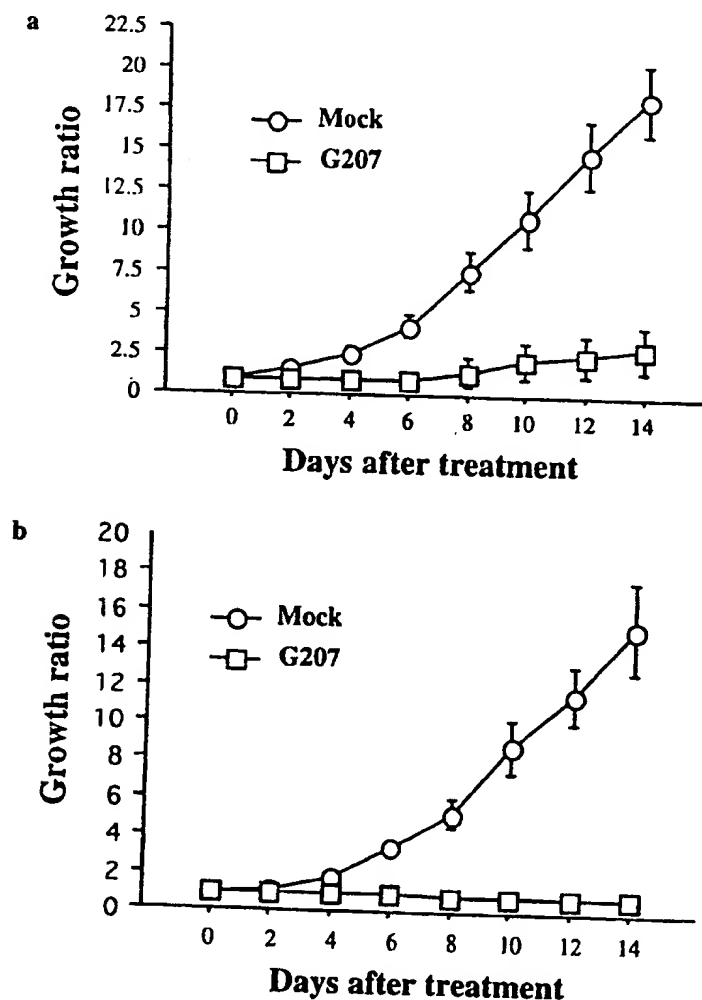 a
22.5
20
17.5
15
12.5
10
7.5
5
2.5
0
Growth ratio
Mock
G207
0 2 4 6 8 10 12 14
Days after treatment
b
20
18
16
14
12
10
8
6
4
2
0
Growth ratio
Mock
G207
0 2 4 6 8 10 12 14
Days after treatment